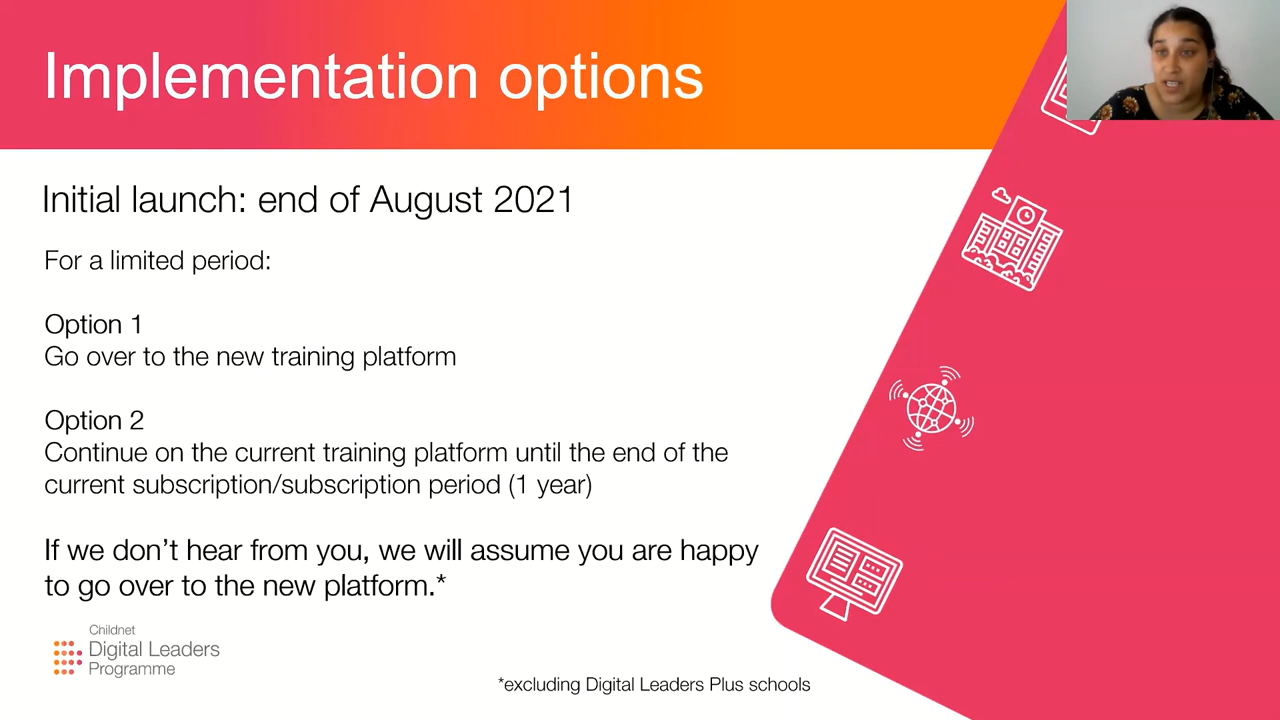 Implementation options
Initial launch: end of August 2021
For a limited period:
Option 1
Go over to the new training platform
Option 2
Continue on the current training platform until the end of the
current subscription/subscription period (1 year)
If we don’t hear from you, we will assume you are happy
to go over to the new platform.*
Childnet
Digital Leaders
Programme
*excluding Digital Leaders Plus schools